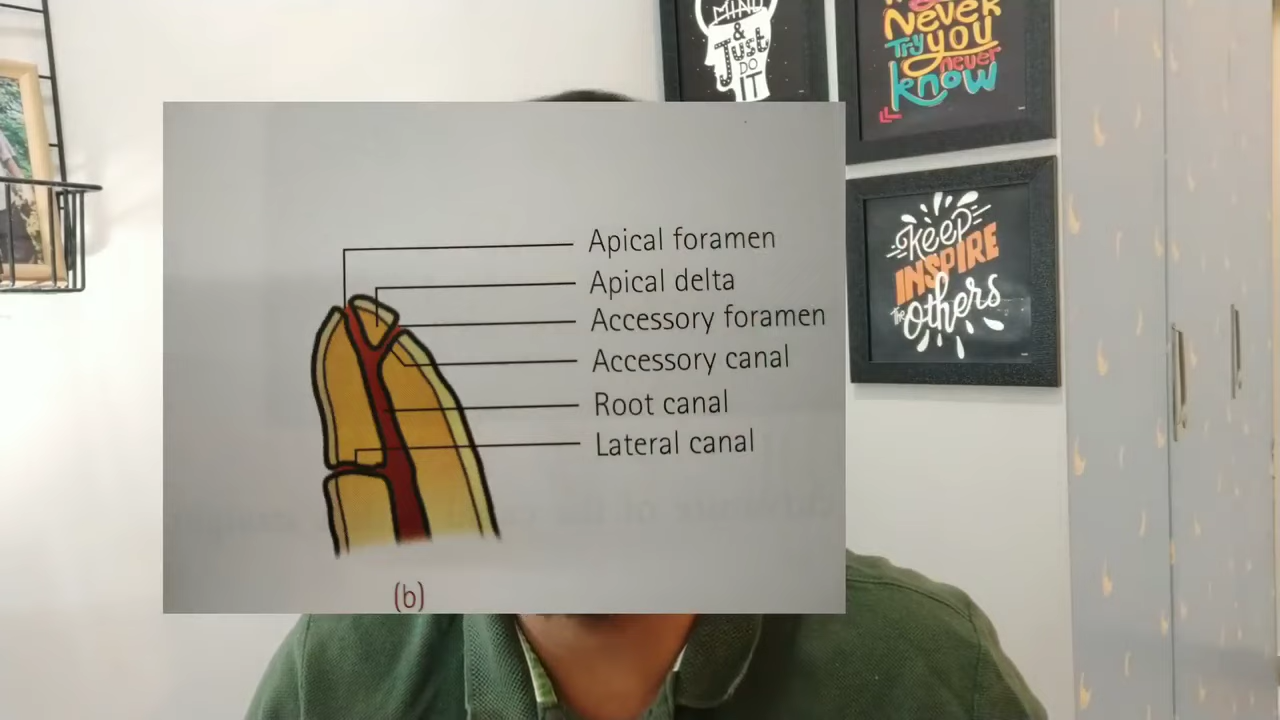 MIND
& Just
DO
IT
Never
Try you
never
know
Keep
INSPIRE
The Others
Apical foramen
Apical delta
Accessory foramen
Accessory canal
Root canal
Lateral canal
(b)